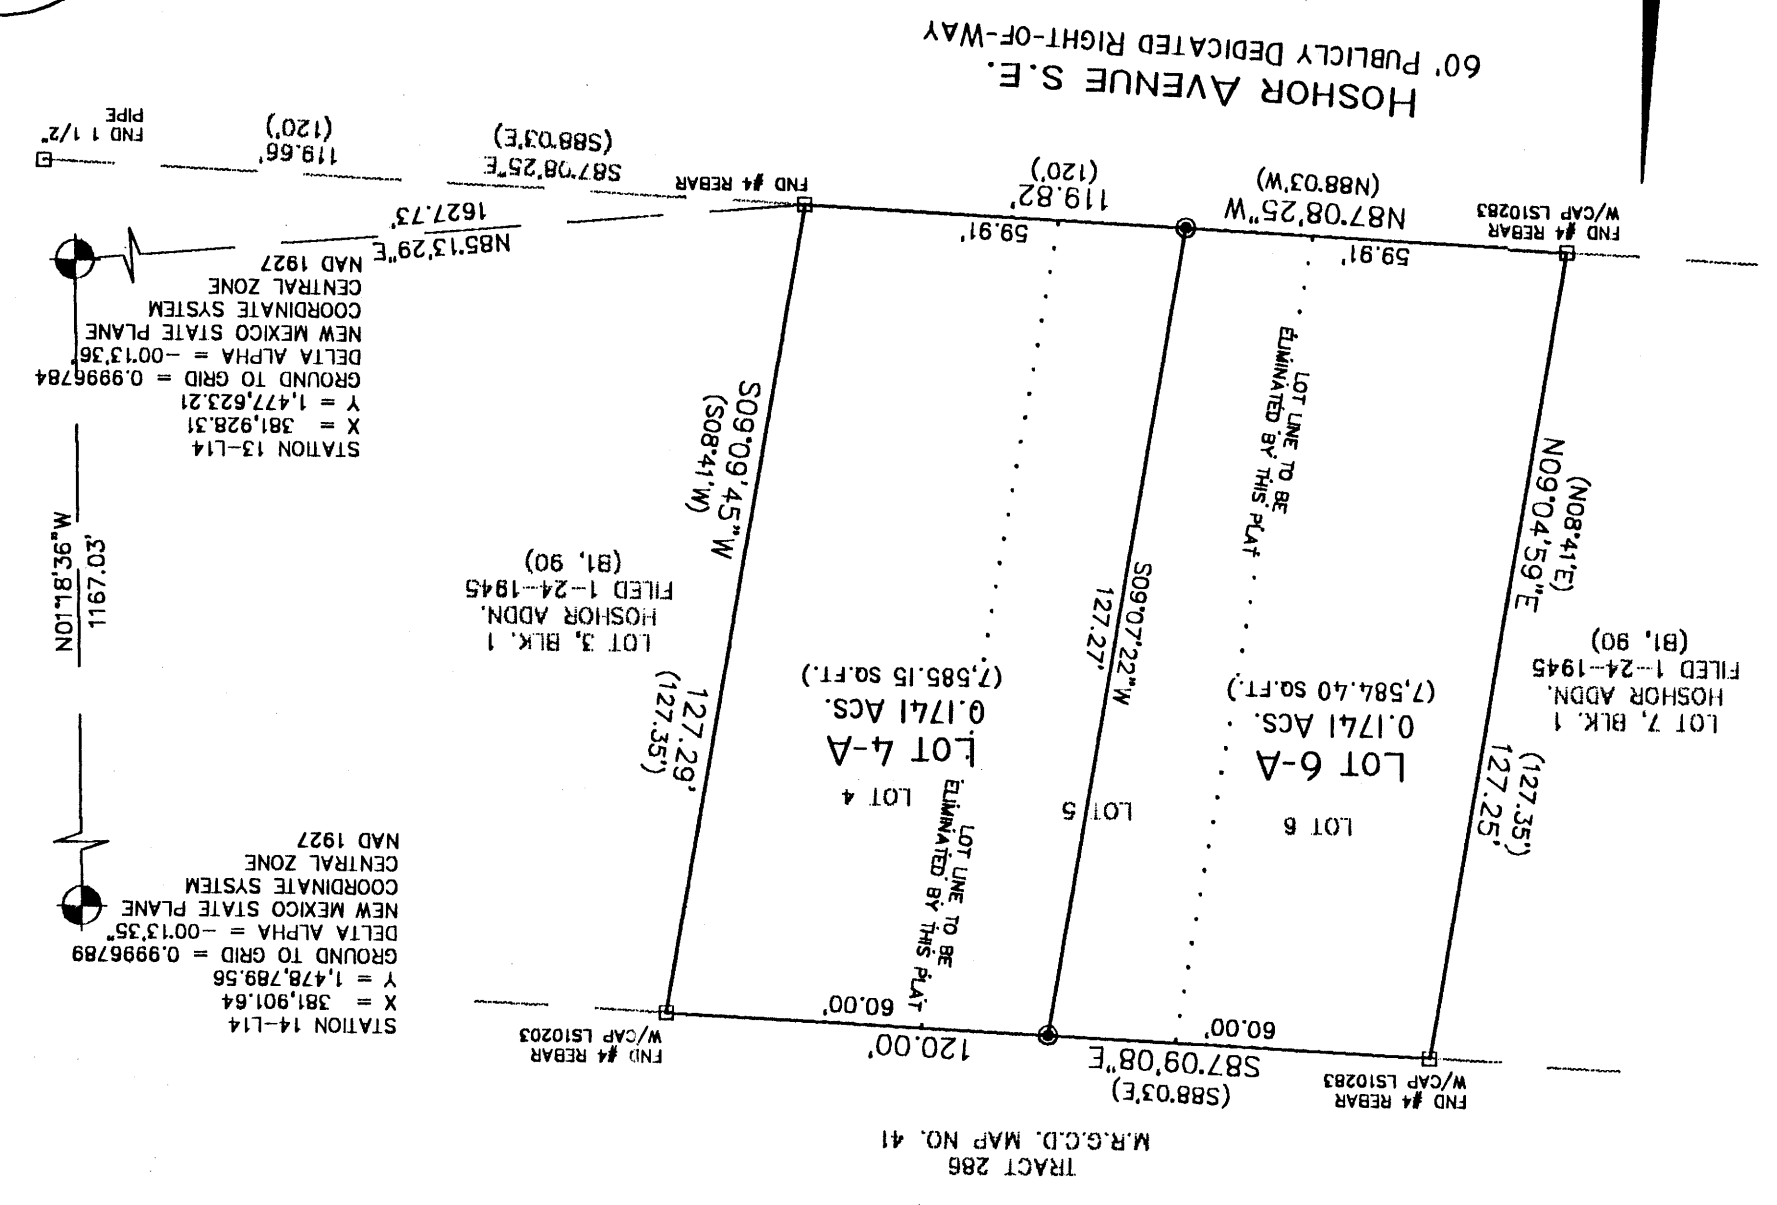 TRACT 286
M.R.G.C.D. MAP NO. 41
(S88°03'E)
S87°09'08"E
120.00'
60.00'
60.00'
FND #4 REBAR
W/CAP LS10283
FND #4 REBAR
W/CAP LS10203
STATION 14-L14
X = 381,901.64
Y = 1,478,789.56
GROUND TO GRID = 0.9996789
DELTA ALPHA = -00°13'35"
NEW MEXICO STATE PLANE
COORDINATE SYSTEM
CENTRAL ZONE
NAD 1927
LOT 6
LOT 5
LOT 4
LOT 6-A
0.1741 ACS.
(7,584.40 SQ.FT.)
LOT 4-A
0.1741 ACS.
(7,585.15 SQ.FT.)
LOT LINE TO BE
ELIMINATED BY THIS PLAT
LOT LINE TO BE
ELIMINATED BY THIS PLAT
LOT 7, BLK. 1
HOSHOR ADDN.
FILED 1-24-1945
(B1, 90)
LOT 3, BLK. 1
HOSHOR ADDN.
FILED 1-24-1945
(B1, 90)
(127.35')
127.25'
N09°04'59"E
(N08°41'E)
S09°07'22"W
127.27'
127.29'
(127.35')
S09°09'45"W
(S08°41'W)
N01°18'36"W
1167.03'
STATION 13-L14
X = 381,928.31
Y = 1,477,623.21
GROUND TO GRID = 0.9996784
DELTA ALPHA = -00°13'36"
NEW MEXICO STATE PLANE
COORDINATE SYSTEM
CENTRAL ZONE
NAD 1927
N85°13'29"E
1627.73'
59.91'
59.91'
FND #4 REBAR
W/CAP LS10283
N87°08'25"W
(N88°03'W)
119.82'
(120')
FND #4 REBAR
S87°08'25"E
(S88°03'E)
119.66'
(120')
FND 1 1/2"
PIPE
HOSHOR AVENUE S.E.
60' PUBLICLY DEDICATED RIGHT-OF-WAY